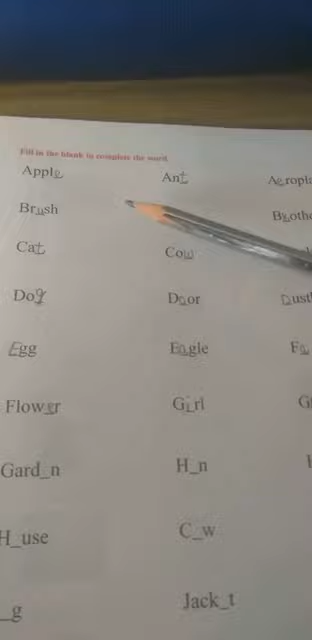 Fill in the blank to complete the word.
Apple Ant
Brush
Cat Cow
Dog Door
Egg Eagle
Flower Girl
Gard_n H_n
H_use C_w
_g Jack_t